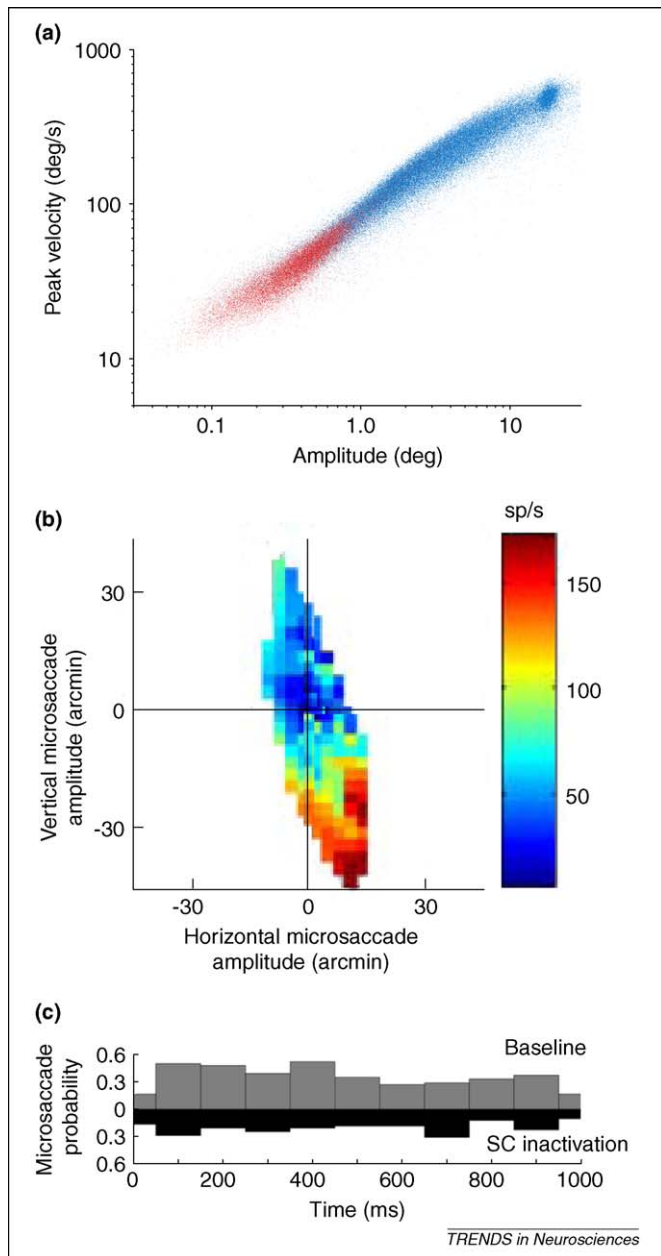 (a)
1000
100
10
Peak velocity (deg/s)
0.1 1.0 10
Amplitude (deg)
(b)
sp/s
150
100
50
30
0
-30
Vertical microsaccade
amplitude (arcmin)
-30 0 30
Horizontal microsaccade
amplitude (arcmin)
(c)
Microsaccade
probability
0.6
0.3
0
0.3
0.6
Baseline
SC inactivation
0 200 400 600 800 1000
Time (ms)
TRENDS in Neurosciences